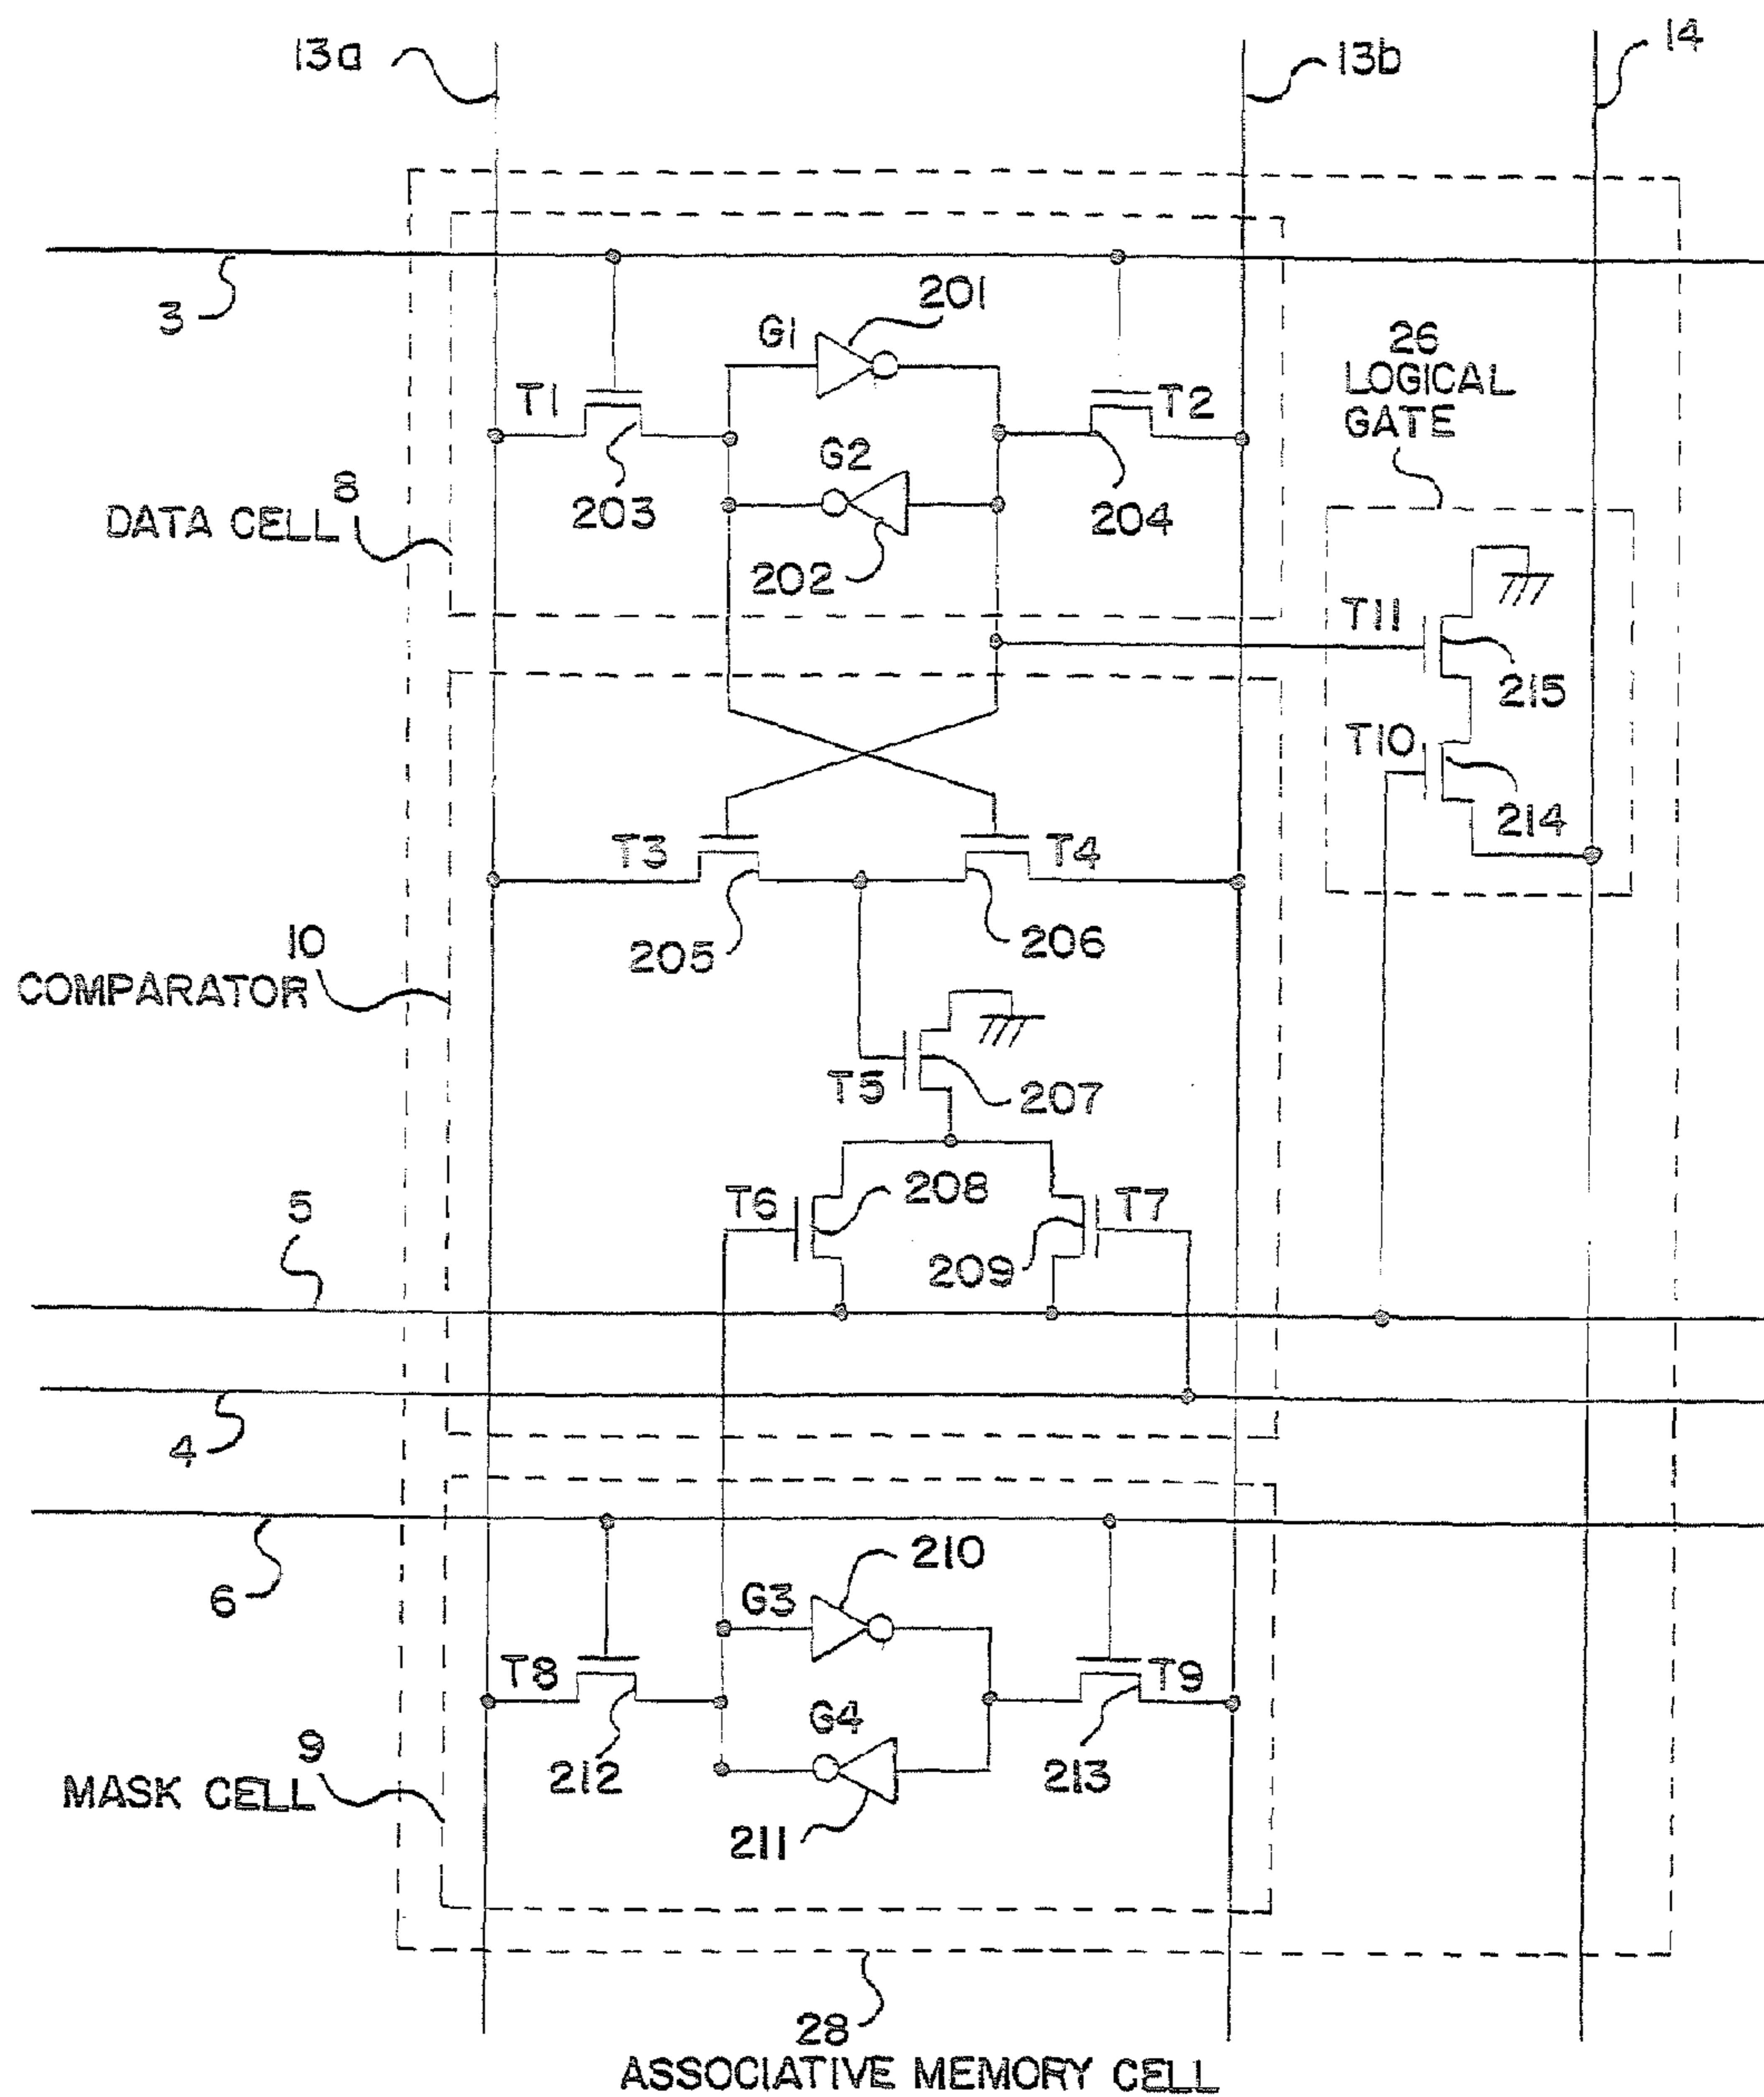 13a
13b
14
3
G1
201
26
LOGICAL
GATE
T1
T2
G2
203
204
8
DATA CELL
202
T11
215
T10
214
T3
T4
205
206
10
COMPARATOR
T5
207
T6
208
T7
209
5
4
6
G3
210
T8
T9
G4
212
213
9
MASK CELL
211
28
ASSOCIATIVE MEMORY CELL